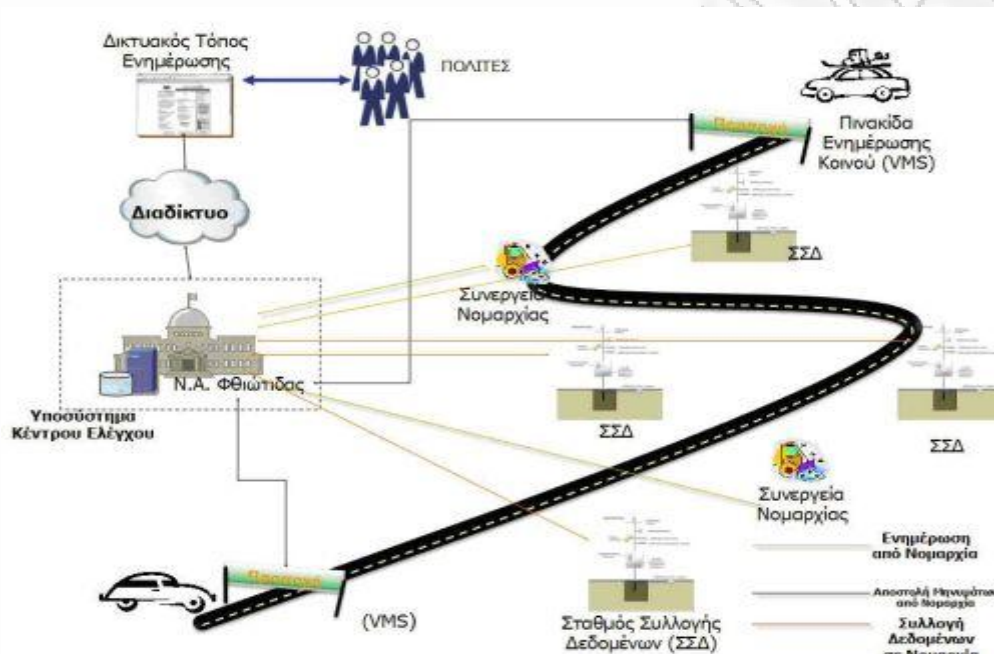 Δικτυακός Τόπος
Ενημέρωσης
ΠΟΛΙΤΕΣ
Πινακίδα
Ενημέρωσης
Κοινού (VMS)
Διαδίκτυο
ΣΣΔ
Συνεργεία
Νομαρχίας
Ν.Α. Φθιώτιδας
Υποσύστημα
Κέντρου Ελέγχου
ΣΣΔ
ΣΣΔ
Συνεργεία
Νομαρχίας
(VMS)
Σταθμός Συλλογής
Δεδομένων (ΣΣΔ)
Ενημέρωση
από Νομαρχία
Αποστολή Μηνυμάτων
από Νομαρχία
Συλλογή
Δεδομένων